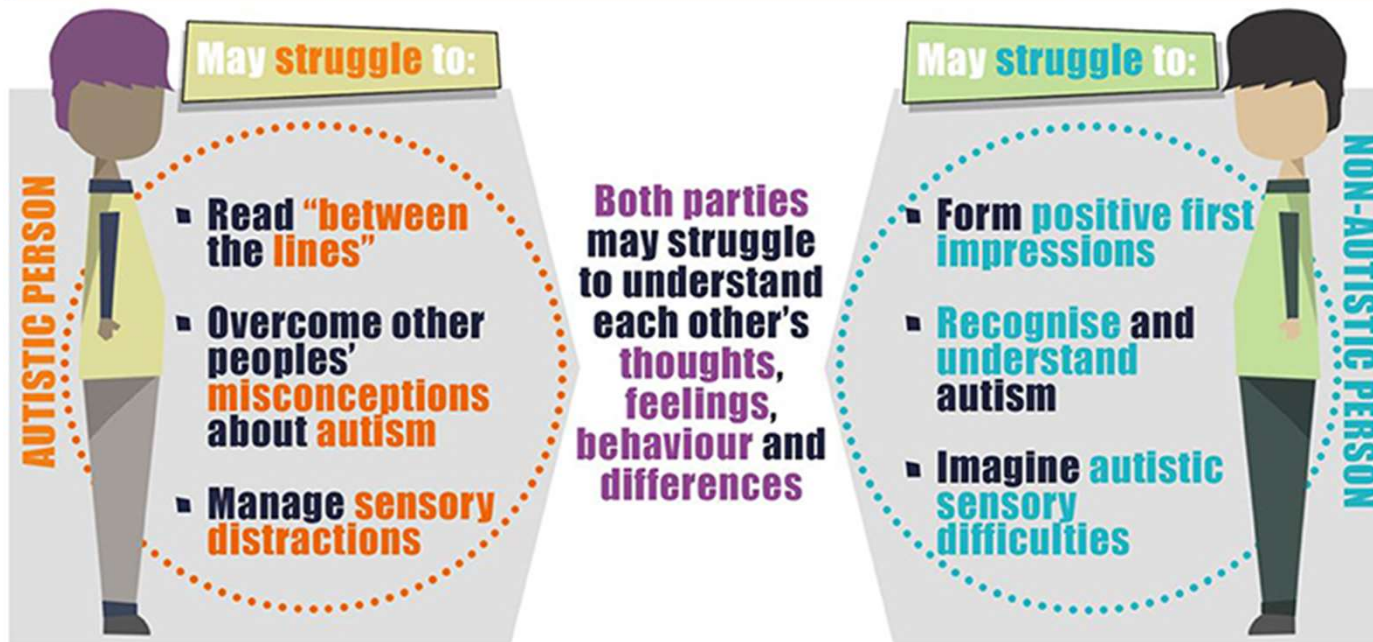 May struggle to:
AUTISTIC PERSON
▪ Read “between
the lines”
▪ Overcome other
peoples’
misconceptions
about autism
▪ Manage sensory
distractions
Both parties
may struggle
to understand
each other’s
thoughts,
feelings,
behaviour and
differences
May struggle to:
▪ Form positive first
impressions
▪ Recognise and
understand
autism
▪ Imagine autistic
sensory
difficulties
NON-AUTISTIC PERSON